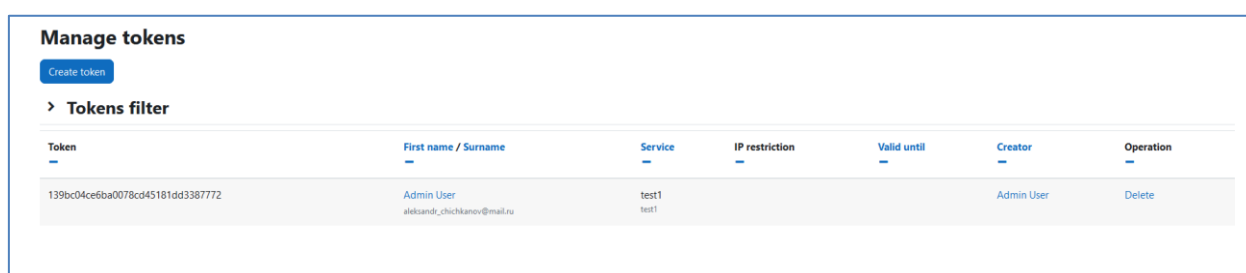 Manage tokens
Create token
Tokens filter
Token First name / Surname Service IP restriction Valid until Creator Operation
139bc04ce6ba0078cd45181dd3387772 Admin User test1 Admin User Delete
aleksandr_chichkanov@mail.ru test1